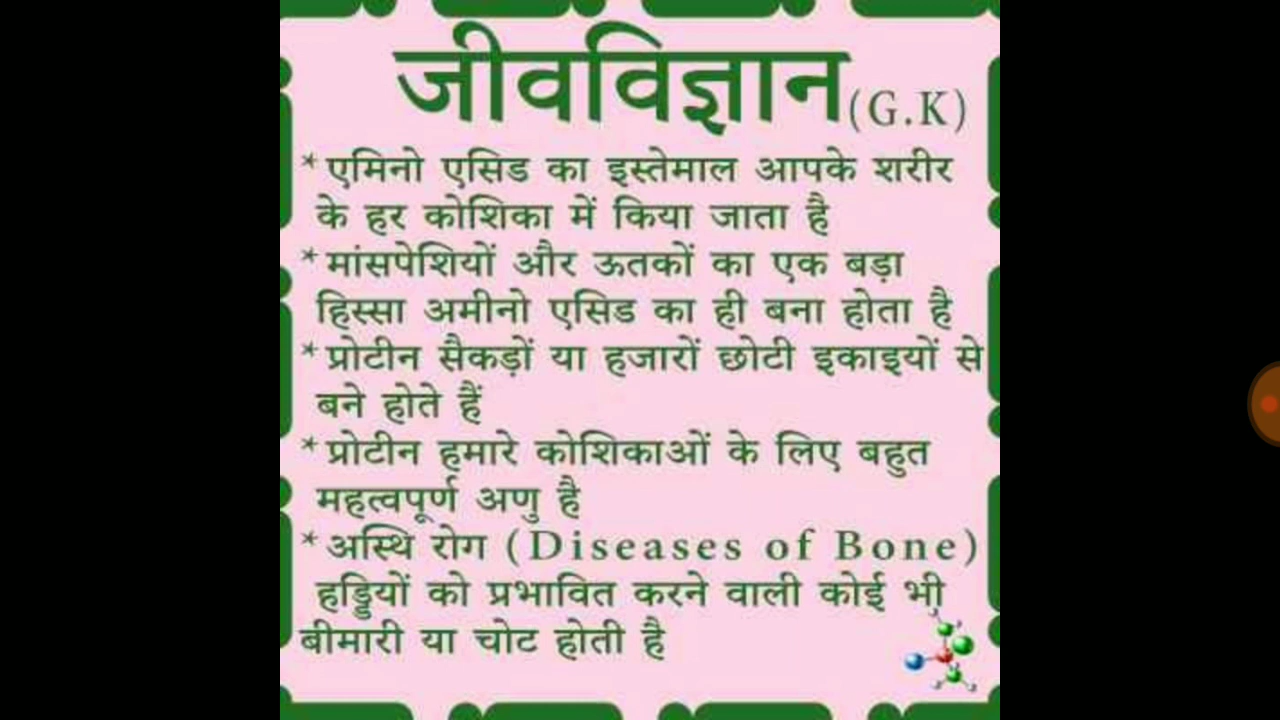 जीवविज्ञान(G.K)
* एमिनो एसिड का इस्तेमाल आपके शरीर
के हर कोशिका में किया जाता है
* मांसपेशियों और ऊतकों का एक बड़ा
हिस्सा अमीनो एसिड का ही बना होता है
* प्रोटीन सैकड़ों या हजारों छोटी इकाइयों से
बने होते हैं
* प्रोटीन हमारे कोशिकाओं के लिए बहुत
महत्वपूर्ण अणु है
* अस्थि रोग (Diseases of Bone)
हड्डियों को प्रभावित करने वाली कोई भी
बीमारी या चोट होती है